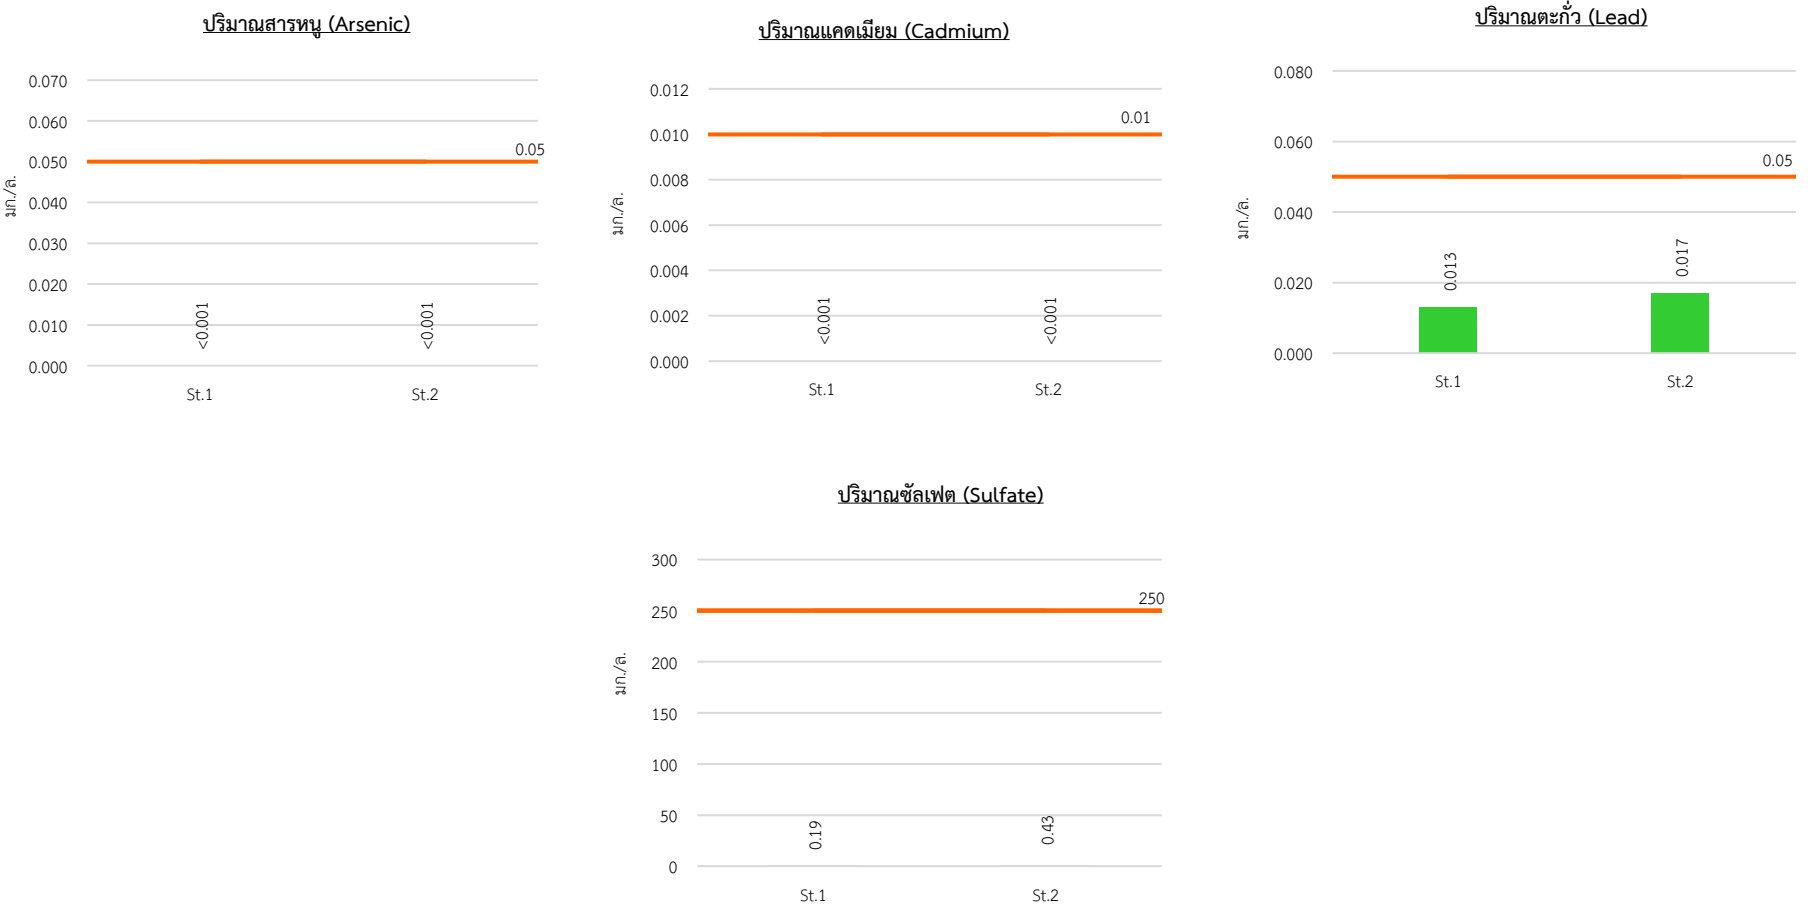 ปริมาณสารหนู (Arsenic)
0.070
0.060
0.050
0.040
0.030
0.020
0.010
0.000
มก./ล.
0.05
<0.001
<0.001
St.1
St.2
ปริมาณแคดเมียม (Cadmium)
0.012
0.010
0.008
0.006
0.004
0.002
0.000
มก./ล.
0.01
<0.001
<0.001
St.1
St.2
ปริมาณตะกั่ว (Lead)
0.080
0.060
0.040
0.020
0.000
มก./ล.
0.05
0.013
0.017
St.1
St.2
ปริมาณซัลเฟต (Sulfate)
300
250
200
150
100
50
0
มก./ล.
250
0.19
0.43
St.1
St.2